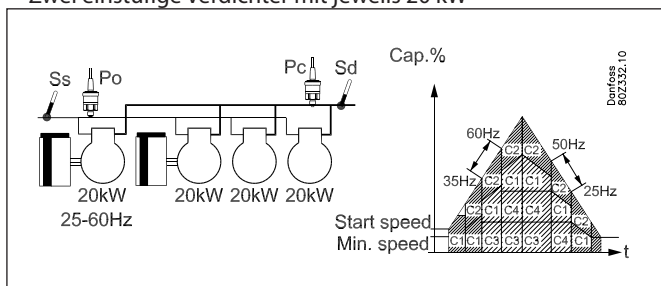 Zwei einstufige Verdichter mit jeweils 20 kW
Ss Po Pc Sd
20kW 20kW 20kW 20kW
25-60Hz
Cap.%
Danfoss
80Z332.10
60Hz C2 C2 50Hz
35Hz C2 C1 C1 C2 25Hz
C2 C1 C4 C4 C1 C2
Start speed
Min. speed C1 C1 C3 C3 C3 C4 C1 t